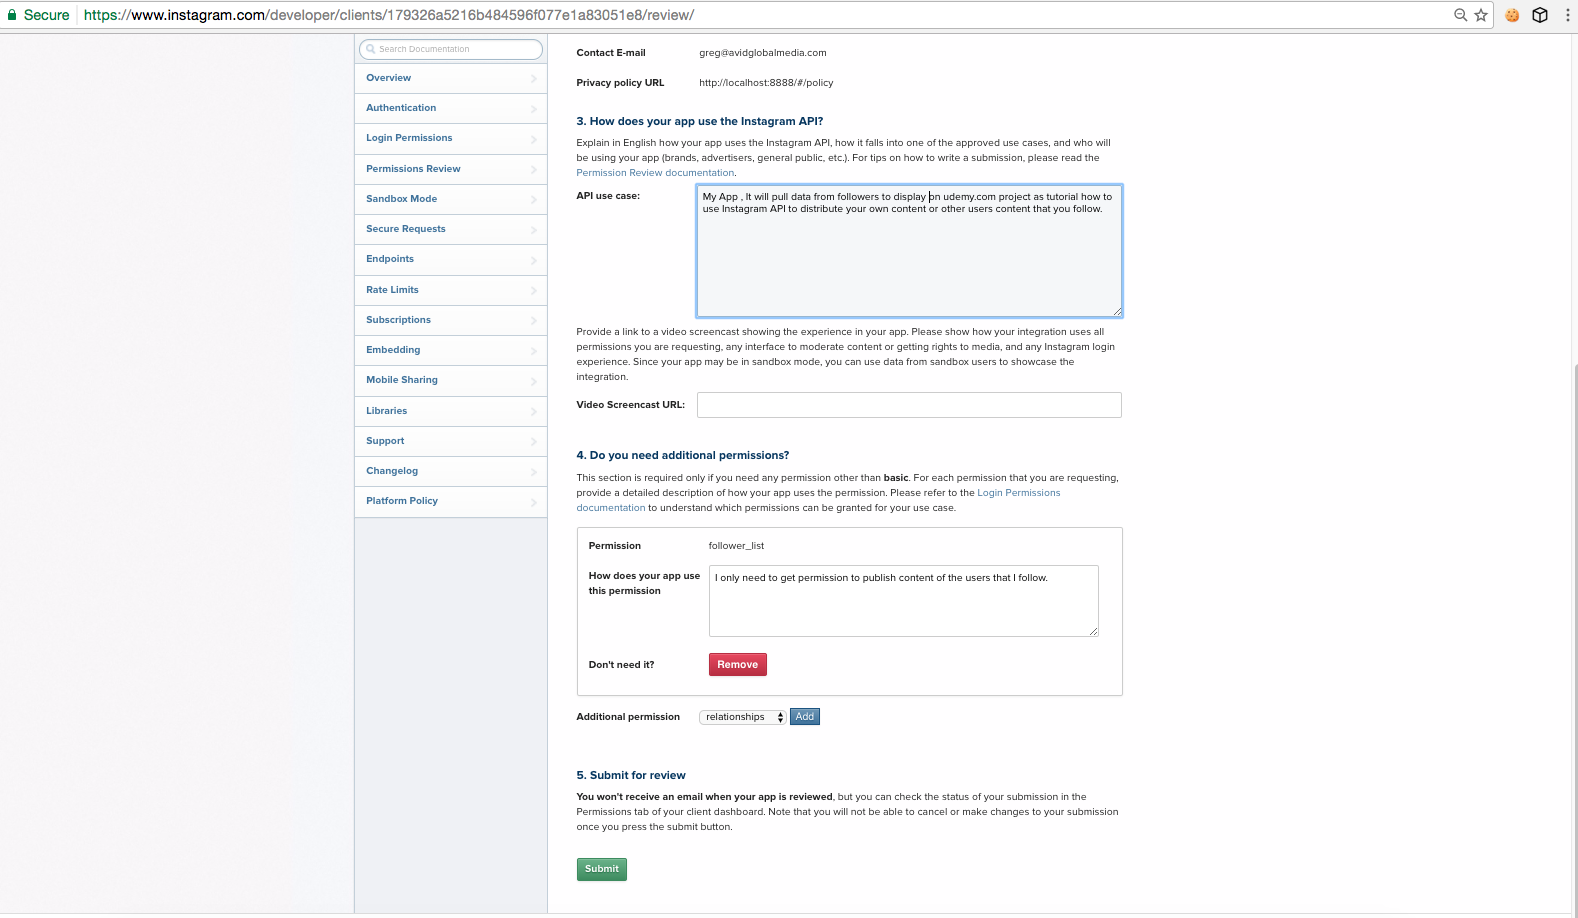 Secure https://www.instagram.com/developer/clients/179326a5216b484596f077e1a83051e8/review/
Search Documentation
Overview
Authentication
Login Permissions
Permissions Review
Sandbox Mode
Secure Requests
Endpoints
Rate Limits
Subscriptions
Embedding
Mobile Sharing
Libraries
Support
Changelog
Platform Policy
Contact E-mail greg@avidglobalmedia.com
Privacy policy URL http://localhost:8888/#/policy
3. How does your app use the Instagram API?
Explain in English how your app uses the Instagram API, how it falls into one of the approved use cases, and who will
be using your app (brands, advertisers, general public, etc.). For tips on how to write a submission, please read the
Permission Review documentation.
API use case: My App , It will pull data from followers to display on udemy.com project as tutorial how to
use Instagram API to distribute your own content or other users content that you follow.
Provide a link to a video screencast showing the experience in your app. Please show how your integration uses all
permissions you are requesting, any interface to moderate content or getting rights to media, and any Instagram login
experience. Since your app may be in sandbox mode, you can use data from sandbox users to showcase the
integration.
Video Screencast URL:
4. Do you need additional permissions?
This section is required only if you need any permission other than basic. For each permission that you are requesting,
provide a detailed description of how your app uses the permission. Please refer to the Login Permissions
documentation to understand which permissions can be granted for your use case.
Permission follower_list
How does your app use I only need to get permission to publish content of the users that I follow.
this permission
Don't need it? Remove
Additional permission relationships Add
5. Submit for review
You won't receive an email when your app is reviewed, but you can check the status of your submission in the
Permissions tab of your client dashboard. Note that you will not be able to cancel or make changes to your submission
once you press the submit button.
Submit